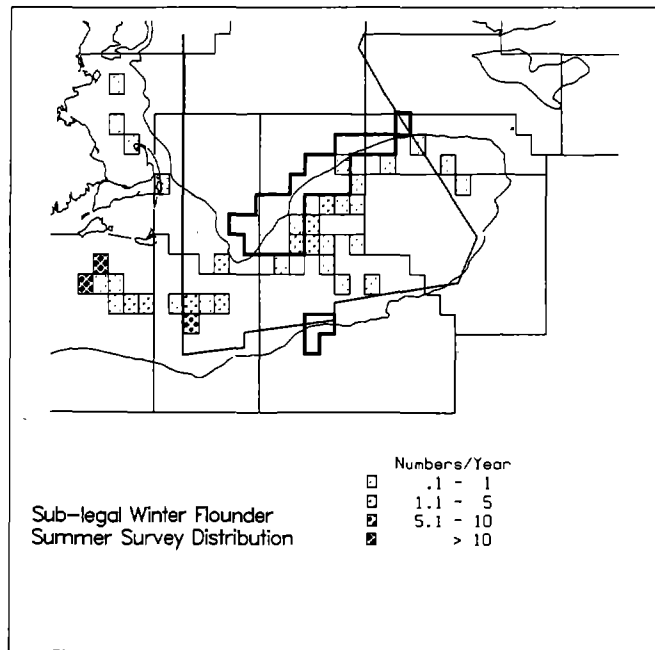 Numbers/Year
.1 - 1
1.1 - 5
5.1 - 10
> 10
Sub-legal Winter Flounder
Summer Survey Distribution